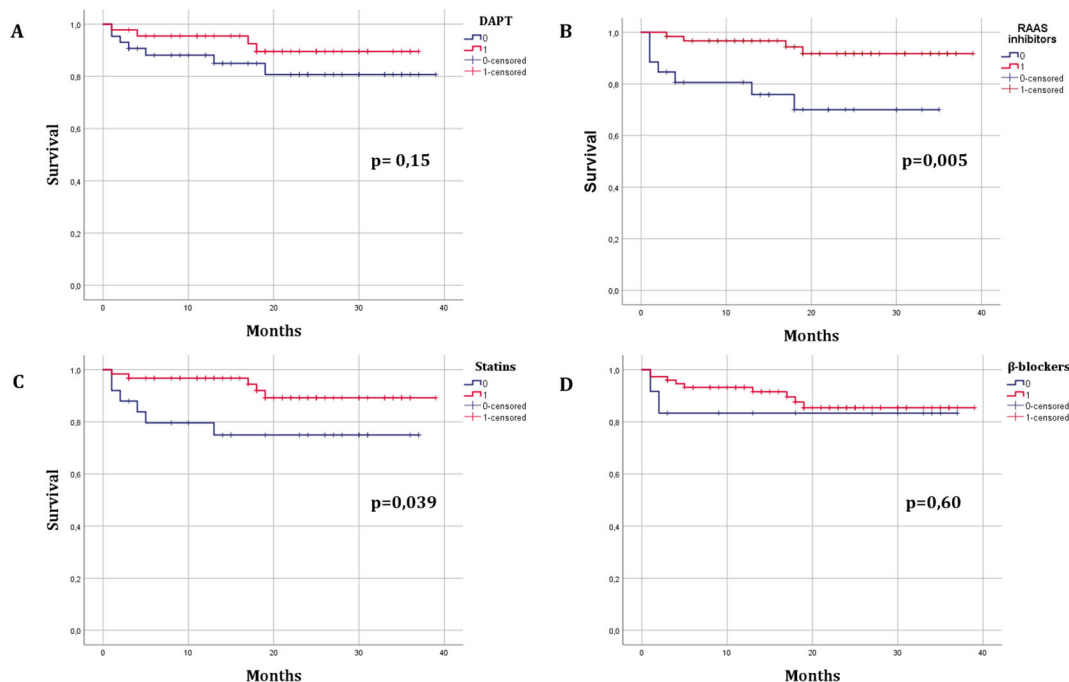 A
DAPT
0
1
0-censored
1-censored
1,0
0,8
0,6
0,4
0,2
0,0
Survival
p= 0,15
0
10
20
30
40
Months
B
RAAS
inhibitors
0
1
0-censored
1-censored
1,0
0,8
0,6
0,4
0,2
0,0
Survival
p=0,005
0
10
20
30
40
Months
C
Statins
0
1
0-censored
1-censored
1,0
0,8
0,6
0,4
0,2
0,0
Survival
p=0,039
0
10
20
30
40
Months
D
β-blockers
0
1
0-censored
1-censored
1,0
0,8
0,6
0,4
0,2
0,0
Survival
p=0,60
0
10
20
30
40
Months